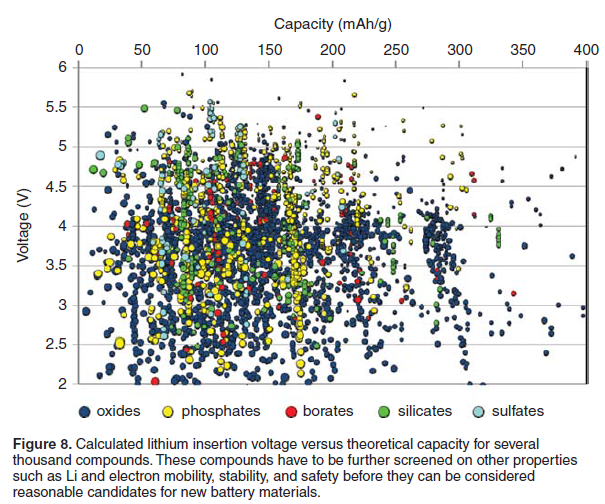 Capacity (mAh/g)
0 50 100 150 200 250 300 350 400
6
5.5
5
4.5
4
3.5
3
2.5
2
Voltage (V)
oxides phosphates borates silicates sulfates
Figure 8. Calculated lithium insertion voltage versus theoretical capacity for several
thousand compounds. These compounds have to be further screened on other properties
such as Li and electron mobility, stability, and safety before they can be considered
reasonable candidates for new battery materials.